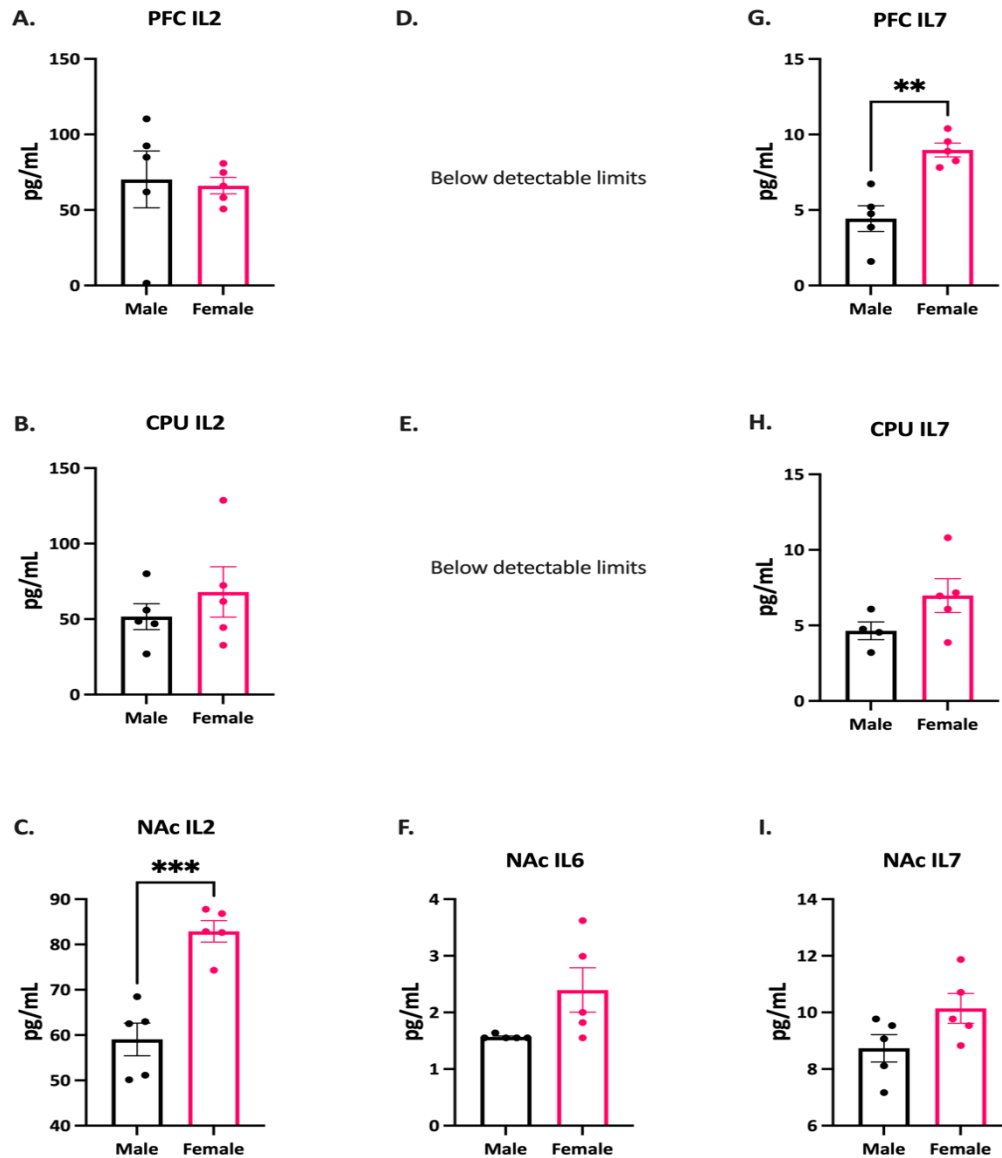 A.
PFC IL2
150
100
50
0
pg/mL
Male Female
D.
Below detectable limits
G.
PFC IL7
**
15
10
5
0
pg/mL
Male Female
B.
CPU IL2
150
100
50
0
pg/mL
Male Female
E.
Below detectable limits
H.
CPU IL7
15
10
5
0
pg/mL
Male Female
C.
NAc IL2
***
90
80
70
60
50
40
pg/mL
Male Female
F.
NAc IL6
4
3
2
1
0
pg/mL
Male Female
I.
NAc IL7
14
12
10
8
6
pg/mL
Male Female